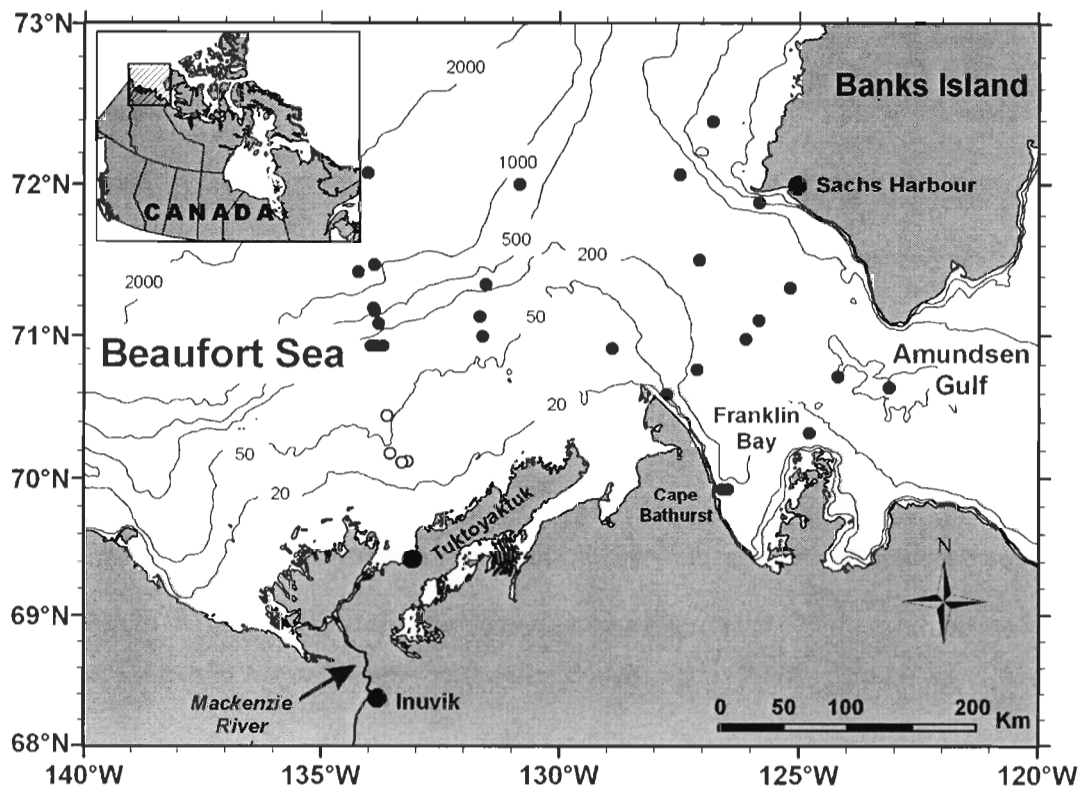 73°N
2000
Banks Island
1000
72°N
Sachs Harbour
CANADA
500
200
2000
50
71°N
Beaufort Sea
Amundsen
Gulf
20
Franklin
Bay
50
70°N
20
Cape
Bathurst
Tuktoyaktuk
N
69°N
Mackenzie
River
Inuvik
0 50 100 200 Km
68°N
140°W 135°W 130°W 125°W 120°W